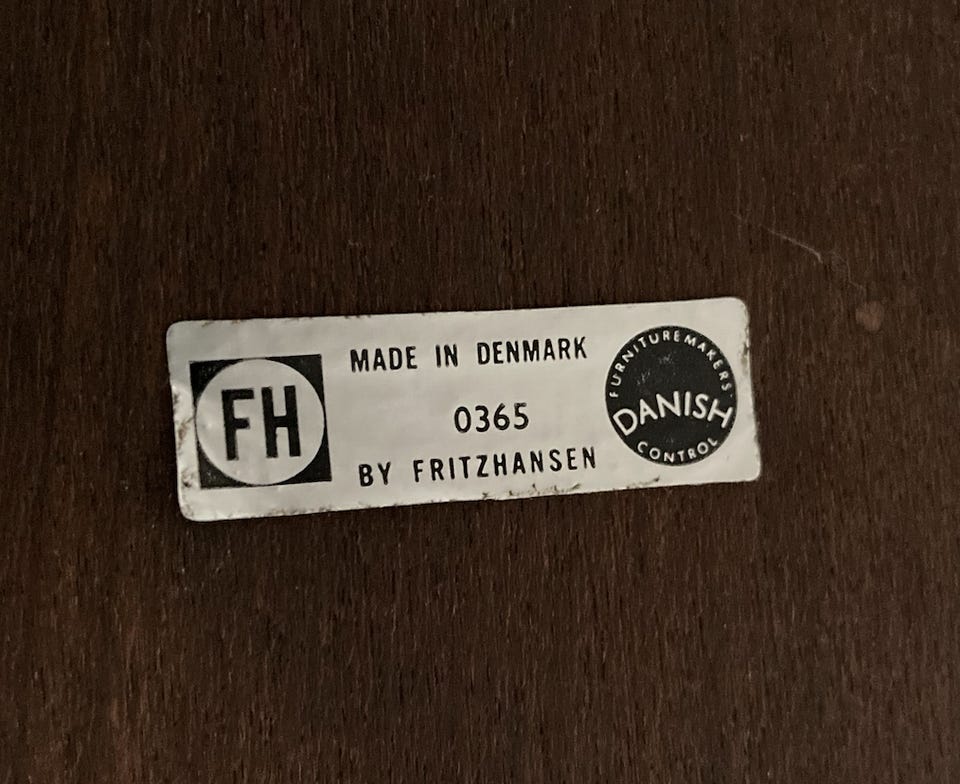 FH
MADE IN DENMARK
0365
BY FRITZHANSEN
FURNITUREMAKERS
DANISH
CONTROL